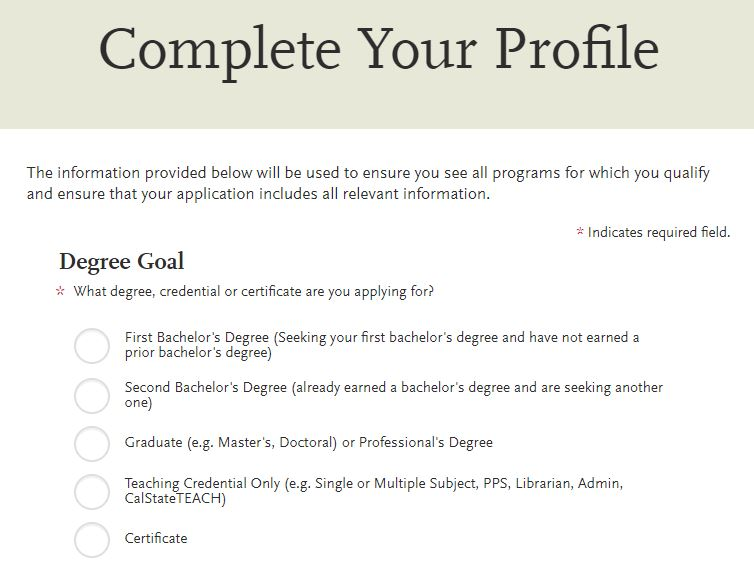 Complete Your Profile
The information provided below will be used to ensure you see all programs for which you qualify
and ensure that your application includes all relevant information.
* Indicates required field.
Degree Goal
* What degree, credential or certificate are you applying for?
First Bachelor's Degree (Seeking your first bachelor's degree and have not earned a
prior bachelor's degree)
Second Bachelor's Degree (already earned a bachelor's degree and are seeking another
one)
Graduate (e.g. Master's, Doctoral) or Professional's Degree
Teaching Credential Only (e.g. Single or Multiple Subject, PPS, Librarian, Admin,
CalStateTEACH)
Certificate